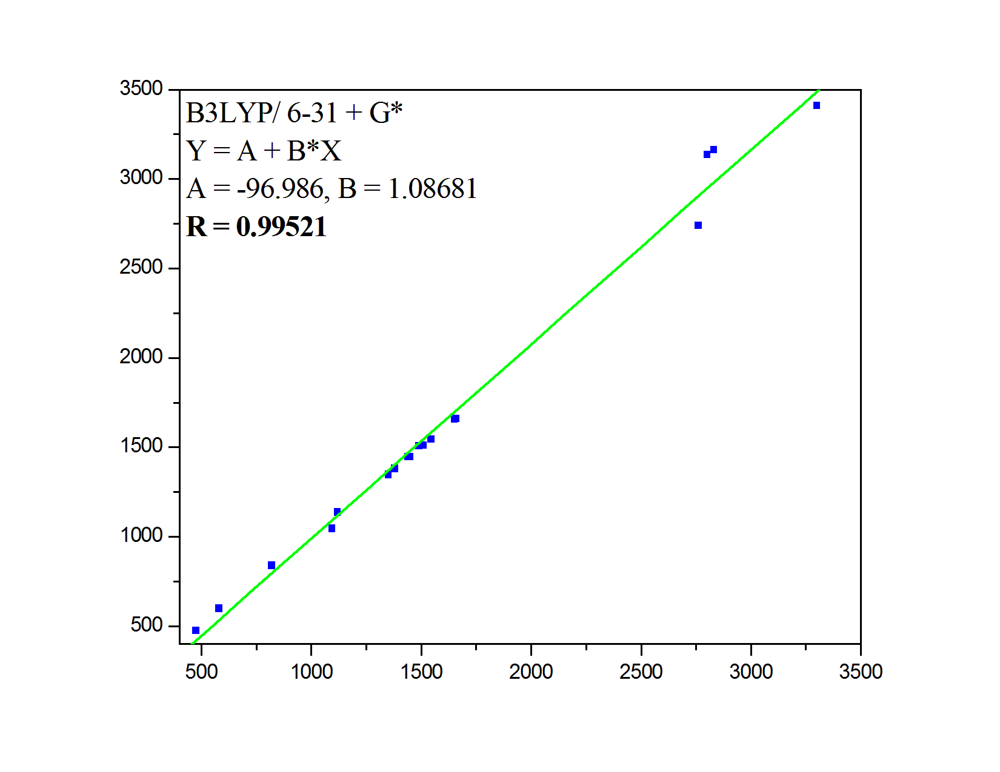 3500
B3LYP/ 6-31 + G*
Y = A + B*X
3000
A = -96.986, B = 1.08681
R = 0.99521
2500
2000
1500
1000
500
500 1000 1500 2000 2500 3000 3500